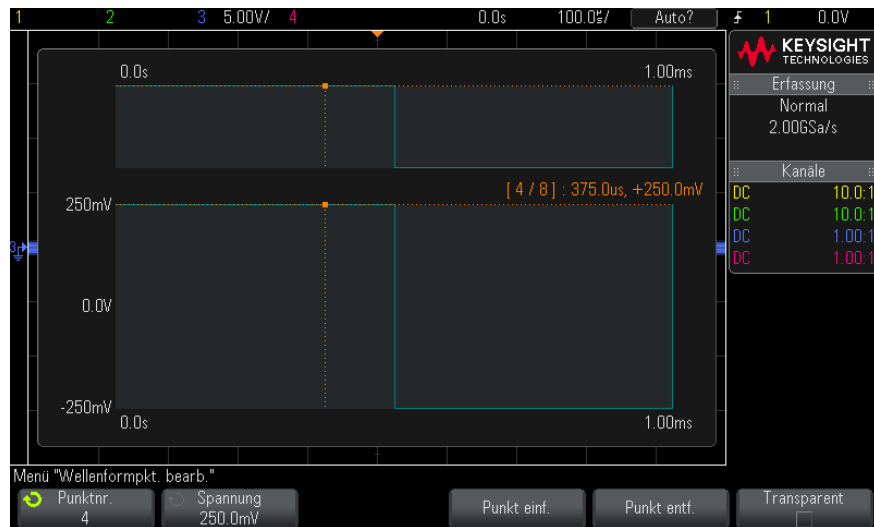 1 2 3 5.00V/ 4 0.0s 100.0㎲/ Auto? 1 0.0V
KEYSIGHT
TECHNOLOGIES
Erfassung
Normal
2.00GSa/s
Kanäle
DC 10.0:1
DC 10.0:1
DC 1.00:1
DC 1.00:1
0.0s 1.00ms
[ 4 / 8 ] : 375.0us, +250.0mV
250mV
0.0V
-250mV
0.0s 1.00ms
3
Menü "Wellenformpkt. bearb."
Punktnr.
4
Spannung
250.0mV
Punkt einf.
Punkt entf.
Transparent